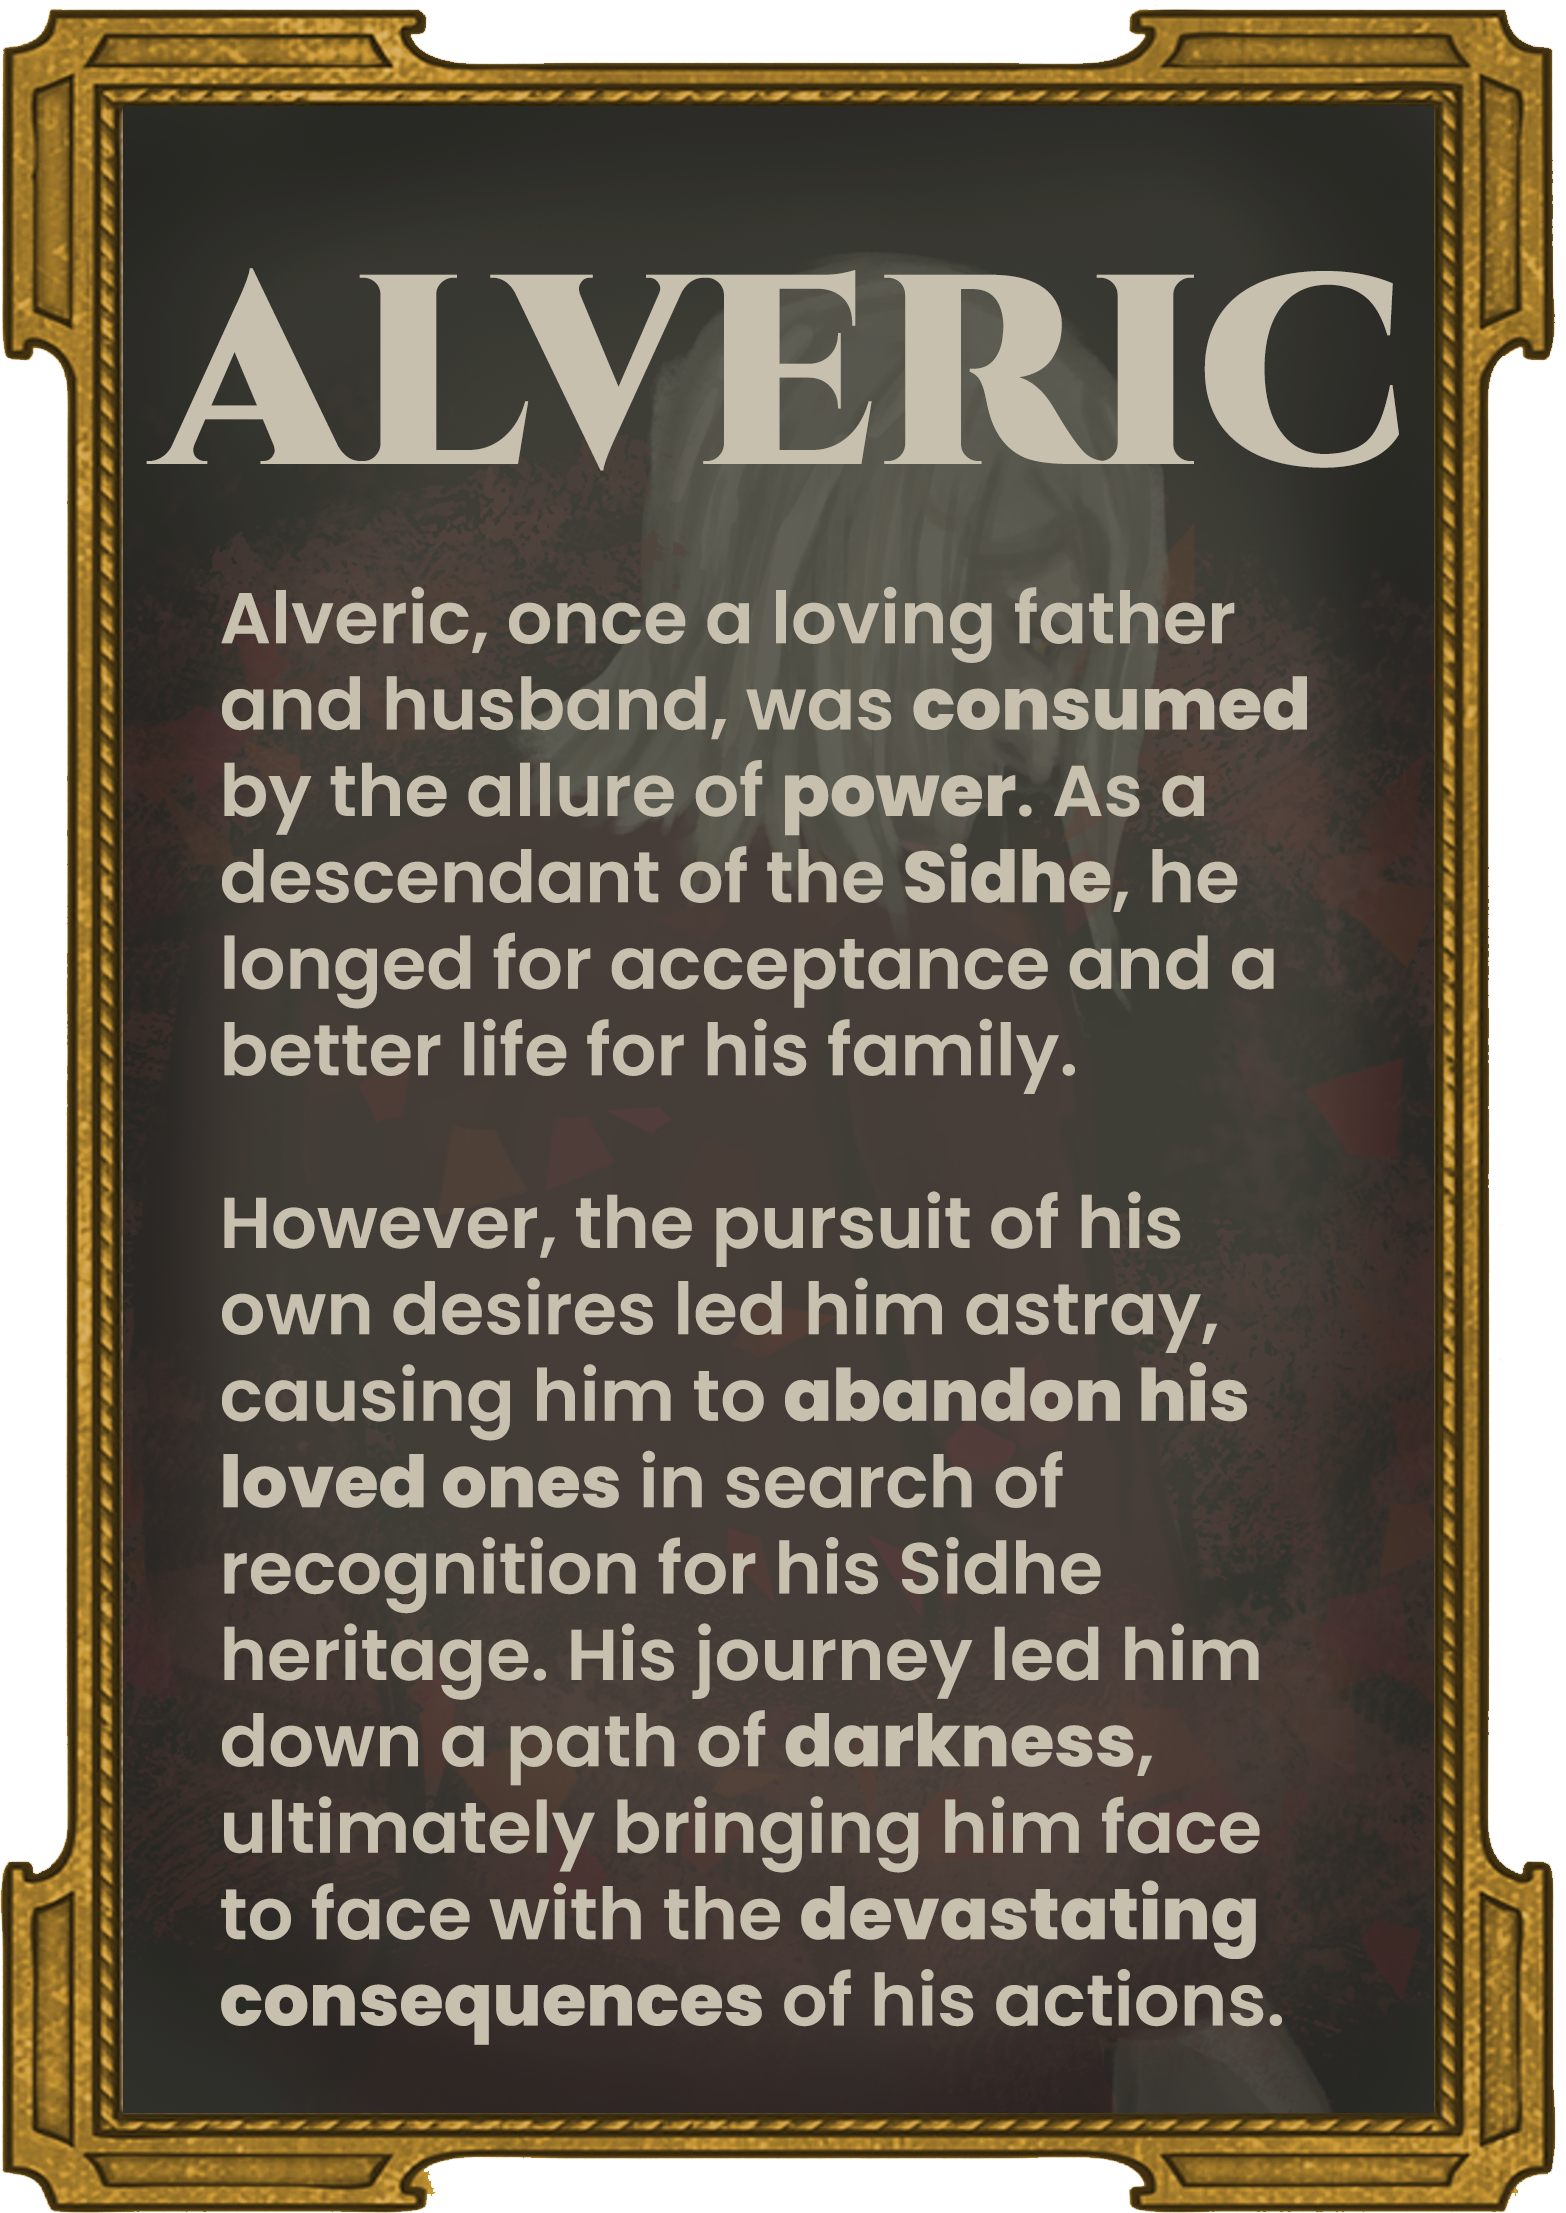 ALVERIC
Alveric, once a loving father
and husband, was consumed
by the allure of power. As a
descendant of the Sidhe, he
longed for acceptance and a
better life for his family.
However, the pursuit of his
own desires led him astray,
causing him to abandon his
loved ones in search of
recognition for his Sidhe
heritage. His journey led him
down a path of darkness,
ultimately bringing him face
to face with the devastating
consequences of his actions.